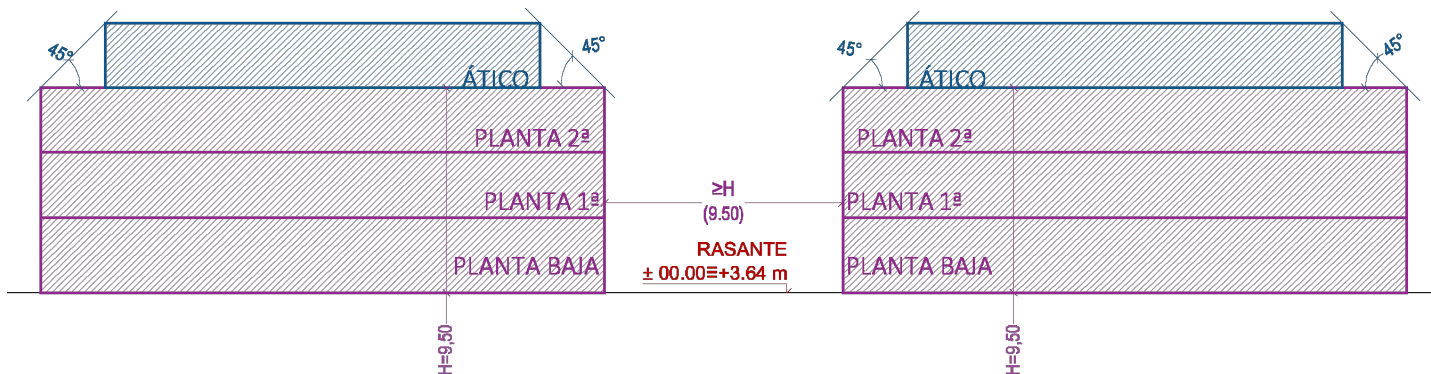 45°
45°
45°
45°
ÁTICO
ÁTICO
PLANTA 2ª
PLANTA 2ª
PLANTA 1ª
≥H
(9.50)
PLANTA 1ª
RASANTE
± 00.00≡+3.64 m
PLANTA BAJA
PLANTA BAJA
H=9,50
H=9,50